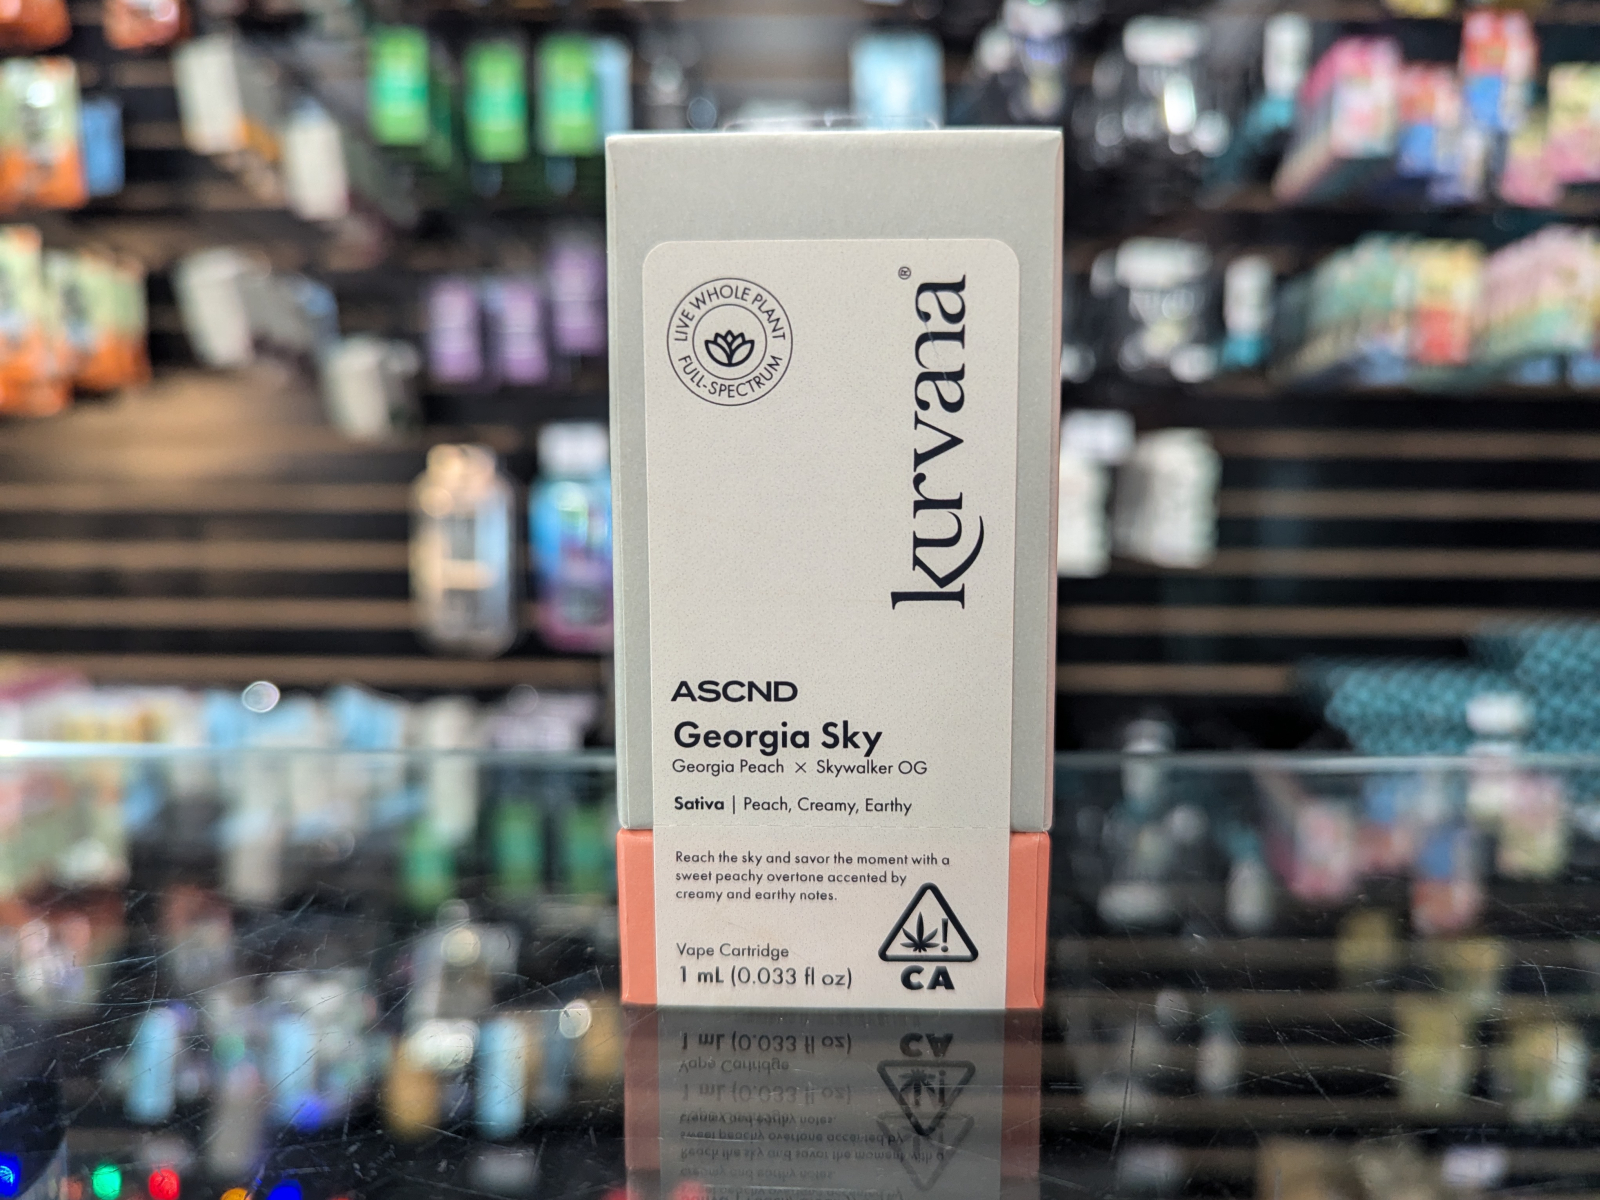 LIVE WHOLE PLANT
FULL-SPECTRUM
kurvana®
ASCND
Georgia Sky
Georgia Peach × Skywalker OG
Sativa | Peach, Creamy, Earthy
Reach the sky and savor the moment with a
sweet peachy overtone accented by
creamy and earthy notes.
Vape Cartridge
1 mL (0.033 fl oz)
!
CA